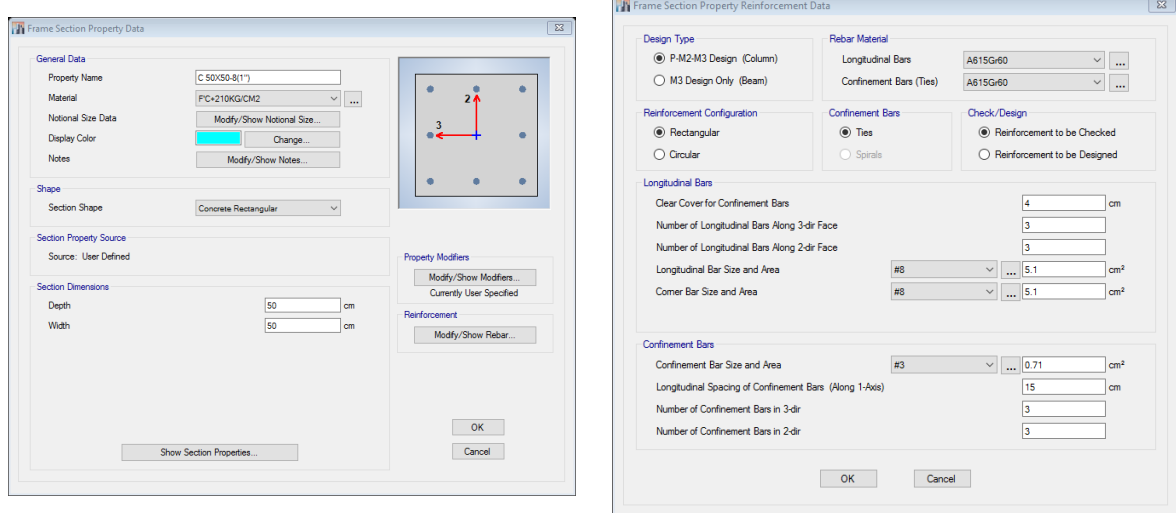 Frame Section Property Data
General Data
Property Name C 50X50-8(1")
Material F'C+210KG/CM2 ...
Notional Size Data Modify/Show Notional Size...
Display Color Change...
Notes Modify/Show Notes...
2
3
Shape
Section Shape Concrete Rectangular
Section Property Source
Source: User Defined
Section Dimensions
Depth 50 cm
Width 50 cm
Show Section Properties...
Property Modifiers
Modify/Show Modifiers...
Currently User Specified
Reinforcement
Modify/Show Rebar...
OK
Cancel
Frame Section Property Reinforcement Data
Design Type
P-M2-M3 Design (Column)
M3 Design Only (Beam)
Rebar Material
Longitudinal Bars A615Gr60 ...
Confinement Bars (Ties) A615Gr60 ...
Reinforcement Configuration
Rectangular
Circular
Confinement Bars
Ties
Spirals
Check/Design
Reinforcement to be Checked
Reinforcement to be Designed
Longitudinal Bars
Clear Cover for Confinement Bars 4 cm
Number of Longitudinal Bars Along 3-dir Face 3
Number of Longitudinal Bars Along 2-dir Face 3
Longitudinal Bar Size and Area #8 ... 5.1 cm²
Corner Bar Size and Area #8 ... 5.1 cm²
Confinement Bars
Confinement Bar Size and Area #3 ... 0.71 cm²
Longitudinal Spacing of Confinement Bars (Along 1-Axis) 15 cm
Number of Confinement Bars in 3-dir 3
Number of Confinement Bars in 2-dir 3
OK Cancel